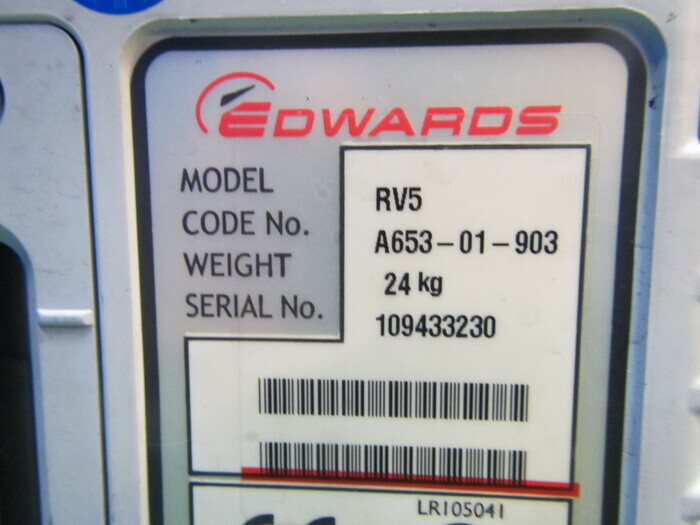 EDWARDS
MODEL RV5
CODE No. A653-01-903
WEIGHT 24 kg
SERIAL No. 109433230
LR105041